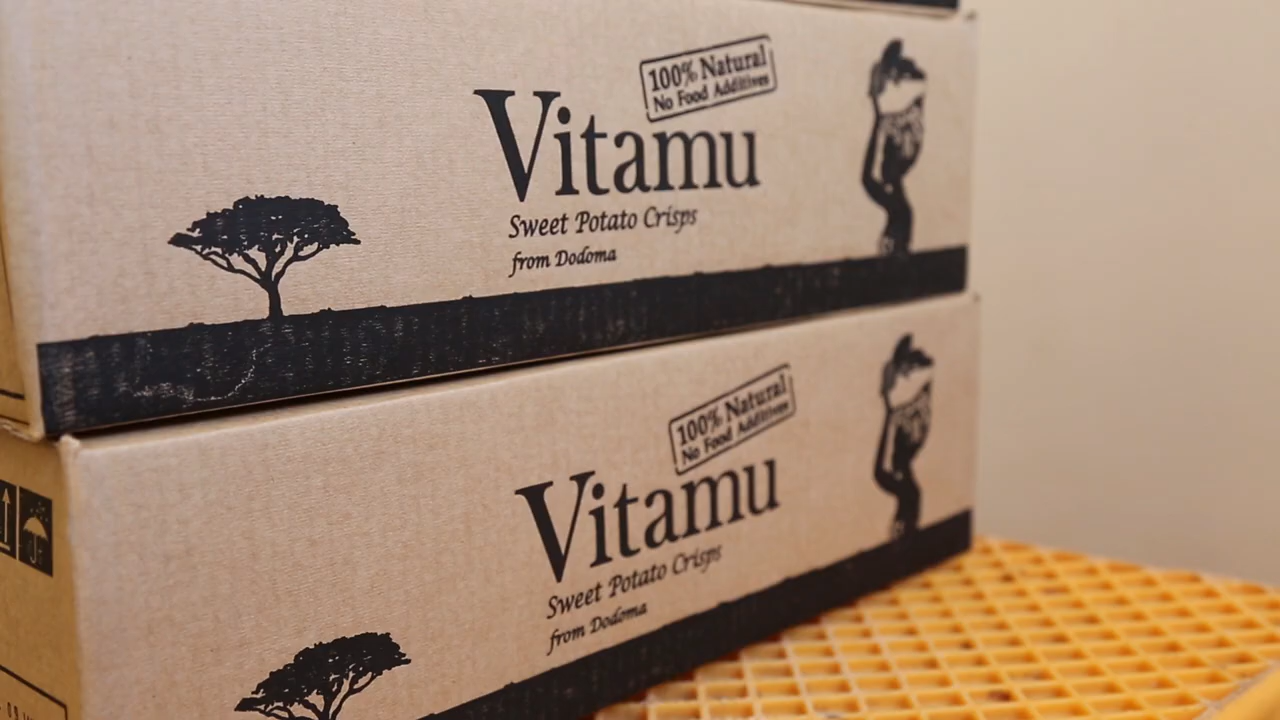 100% Natural
No Food Additives
Vitamu
Sweet Potato Crisps
from Dodoma
100% Natural
No Food Additives
Vitamu
Sweet Potato Crisps
from Dodoma